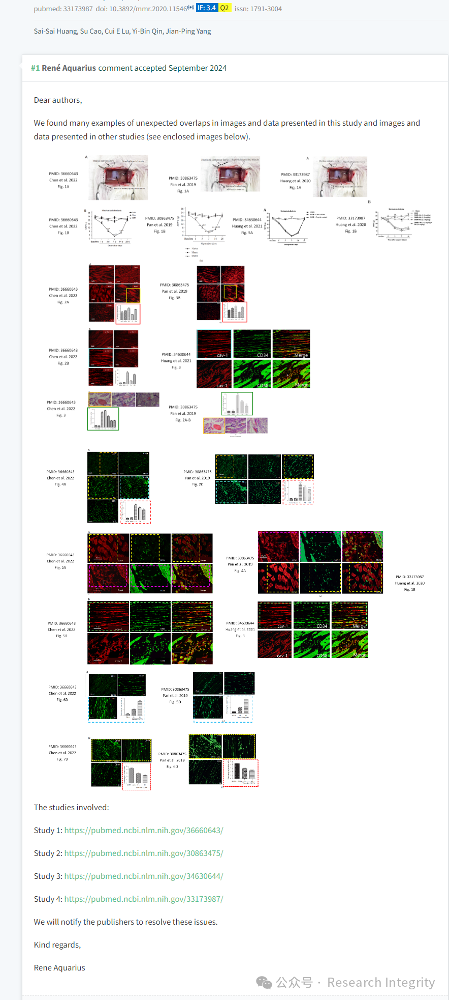 pubmed: 33173987 doi: 10.3892/mmr.2020.11546 IF: 3.4 Q2 issn: 1791-3004
Sai-Sai Huang, Su Cao, Cui E Lu, Yi-Bin Qin, Jian-Ping Yang
#1 René Aquarius comment accepted September 2024
Dear authors,
We found many examples of unexpected overlaps in images and data presented in this study and images and
data presented in other studies (see enclosed images below).
PMID: 36660643
Chen et al. 2022
Fig. 1A
PMID: 30863475
Pan et al. 2019
Fig. 1A
PMID: 33173987
Huang et al. 2020
Fig. 1A
PMID: 36660643
Chen et al. 2022
Fig. 1B
PMID: 30863475
Pan et al. 2019
Fig. 1B
PMID: 34630644
Huang et al. 2021
Fig. 5A
PMID: 33173987
Huang et al. 2020
Fig. 1B
PMID: 36660643
Chen et al. 2022
Fig. 2A
PMID: 30863475
Pan et al. 2019
Fig. 3B
PMID: 36660643
Chen et al. 2022
Fig. 2B
PMID: 34630644
Huang et al. 2021
Fig. 3
cav-1 CD34 Merge
cav-1 CD68 Merge
PMID: 36660643
Chen et al. 2022
Fig. 3
PMID: 30863475
Pan et al. 2019
Fig. 2A-B
PMID: 36660643
Chen et al. 2022
Fig. 4A
PMID: 30863475
Pan et al. 2019
Fig. 2C
PMID: 36660643
Chen et al. 2022
Fig. 5A
PMID: 30863475
Pan et al. 2019
Fig. 4A
PMID: 33173987
Huang et al. 2020
Fig. 1B
PMID: 36660643
Chen et al. 2022
Fig. 5B
PMID: 34630644
Huang et al. 2021
Fig. 3
cav-1 CD34 Merge
cav-1 CD68 Merge
PMID: 36660643
Chen et al. 2022
Fig. 6D
PMID: 30863475
Pan et al. 2019
Fig. 5D
PMID: 36660643
Chen et al. 2022
Fig. 7D
PMID: 30863475
Pan et al. 2019
Fig. 6D
The studies involved:
Study 1: https://pubmed.ncbi.nlm.nih.gov/36660643/
Study 2: https://pubmed.ncbi.nlm.nih.gov/30863475/
Study 3: https://pubmed.ncbi.nlm.nih.gov/34630644/
Study 4: https://pubmed.ncbi.nlm.nih.gov/33173987/
We will notify the publishers to resolve these issues.
Kind regards,
Rene Aquarius
公众号 · Research Integrity